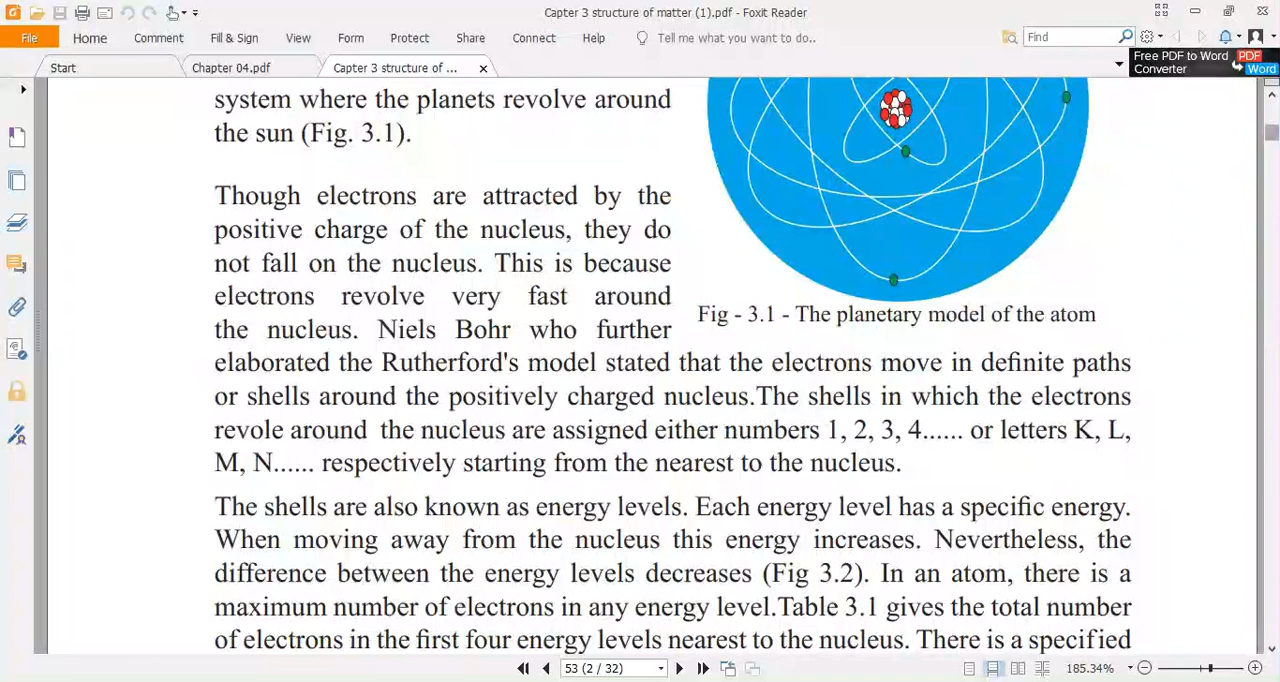 Capter 3 structure of matter (1).pdf - Foxit Reader
File Home Comment Fill & Sign View Form Protect Share Connect Help Tell me what you want to do.. Find
Start Chapter 04.pdf Capter 3 structure of ... Free PDF to Word Converter PDF Word
system where the planets revolve around
the sun (Fig. 3.1).
Though electrons are attracted by the
positive charge of the nucleus, they do
not fall on the nucleus. This is because
electrons revolve very fast around
the nucleus. Niels Bohr who further
Fig - 3.1 - The planetary model of the atom
elaborated the Rutherford's model stated that the electrons move in definite paths
or shells around the positively charged nucleus.The shells in which the electrons
revole around the nucleus are assigned either numbers 1, 2, 3, 4...... or letters K, L,
M, N...... respectively starting from the nearest to the nucleus.
The shells are also known as energy levels. Each energy level has a specific energy.
When moving away from the nucleus this energy increases. Nevertheless, the
difference between the energy levels decreases (Fig 3.2). In an atom, there is a
maximum number of electrons in any energy level.Table 3.1 gives the total number
of electrons in the first four energy levels nearest to the nucleus. There is a specified
53 (2 / 32) 185.34%